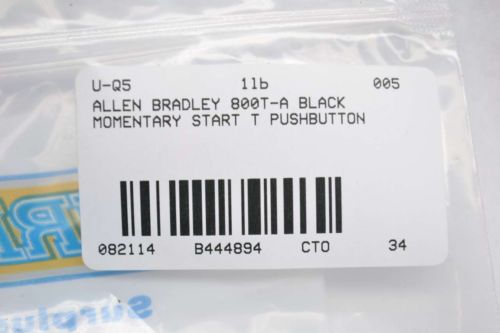 U-Q5 1lb 005
ALLEN BRADLEY 800T-A BLACK
MOMENTARY START T PUSHBUTTON
082114 B444894 CTO 34